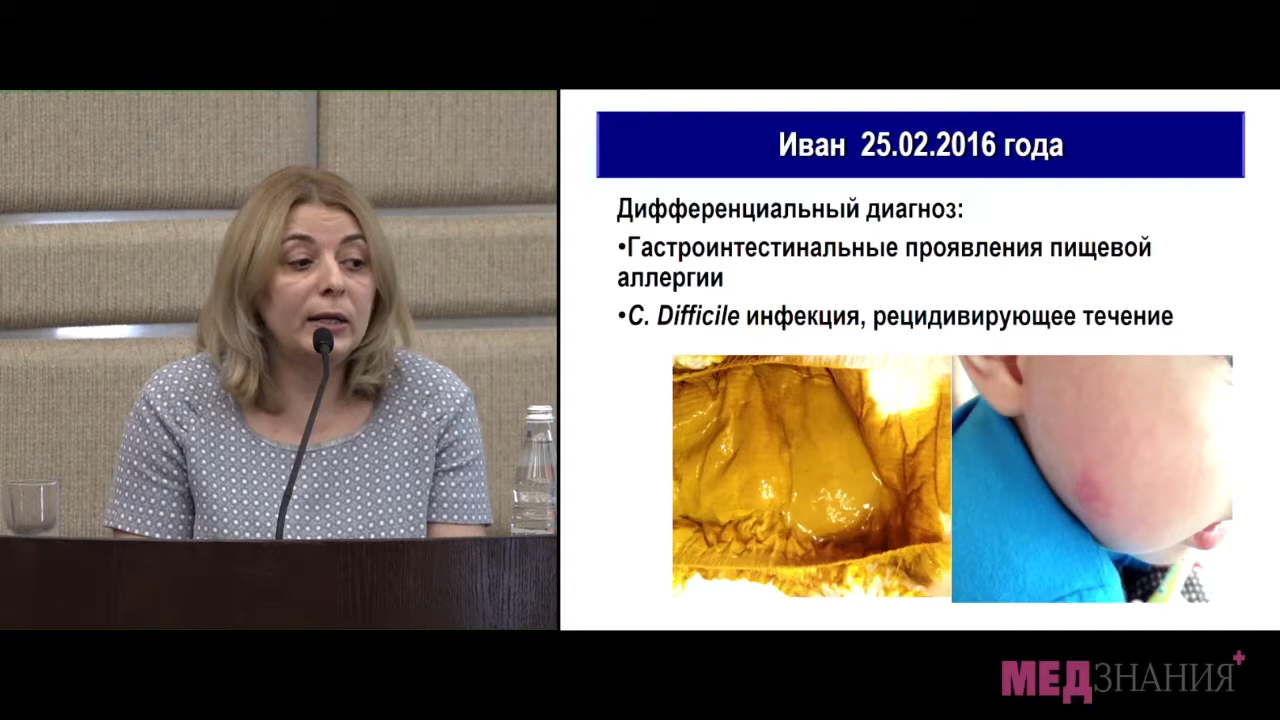 Иван 25.02.2016 года
Дифференциальный диагноз:
•Гастроинтестинальные проявления пищевой
аллергии
•C. Difficile инфекция, рецидивирующее течение
МЕДЗНАНИЯ+